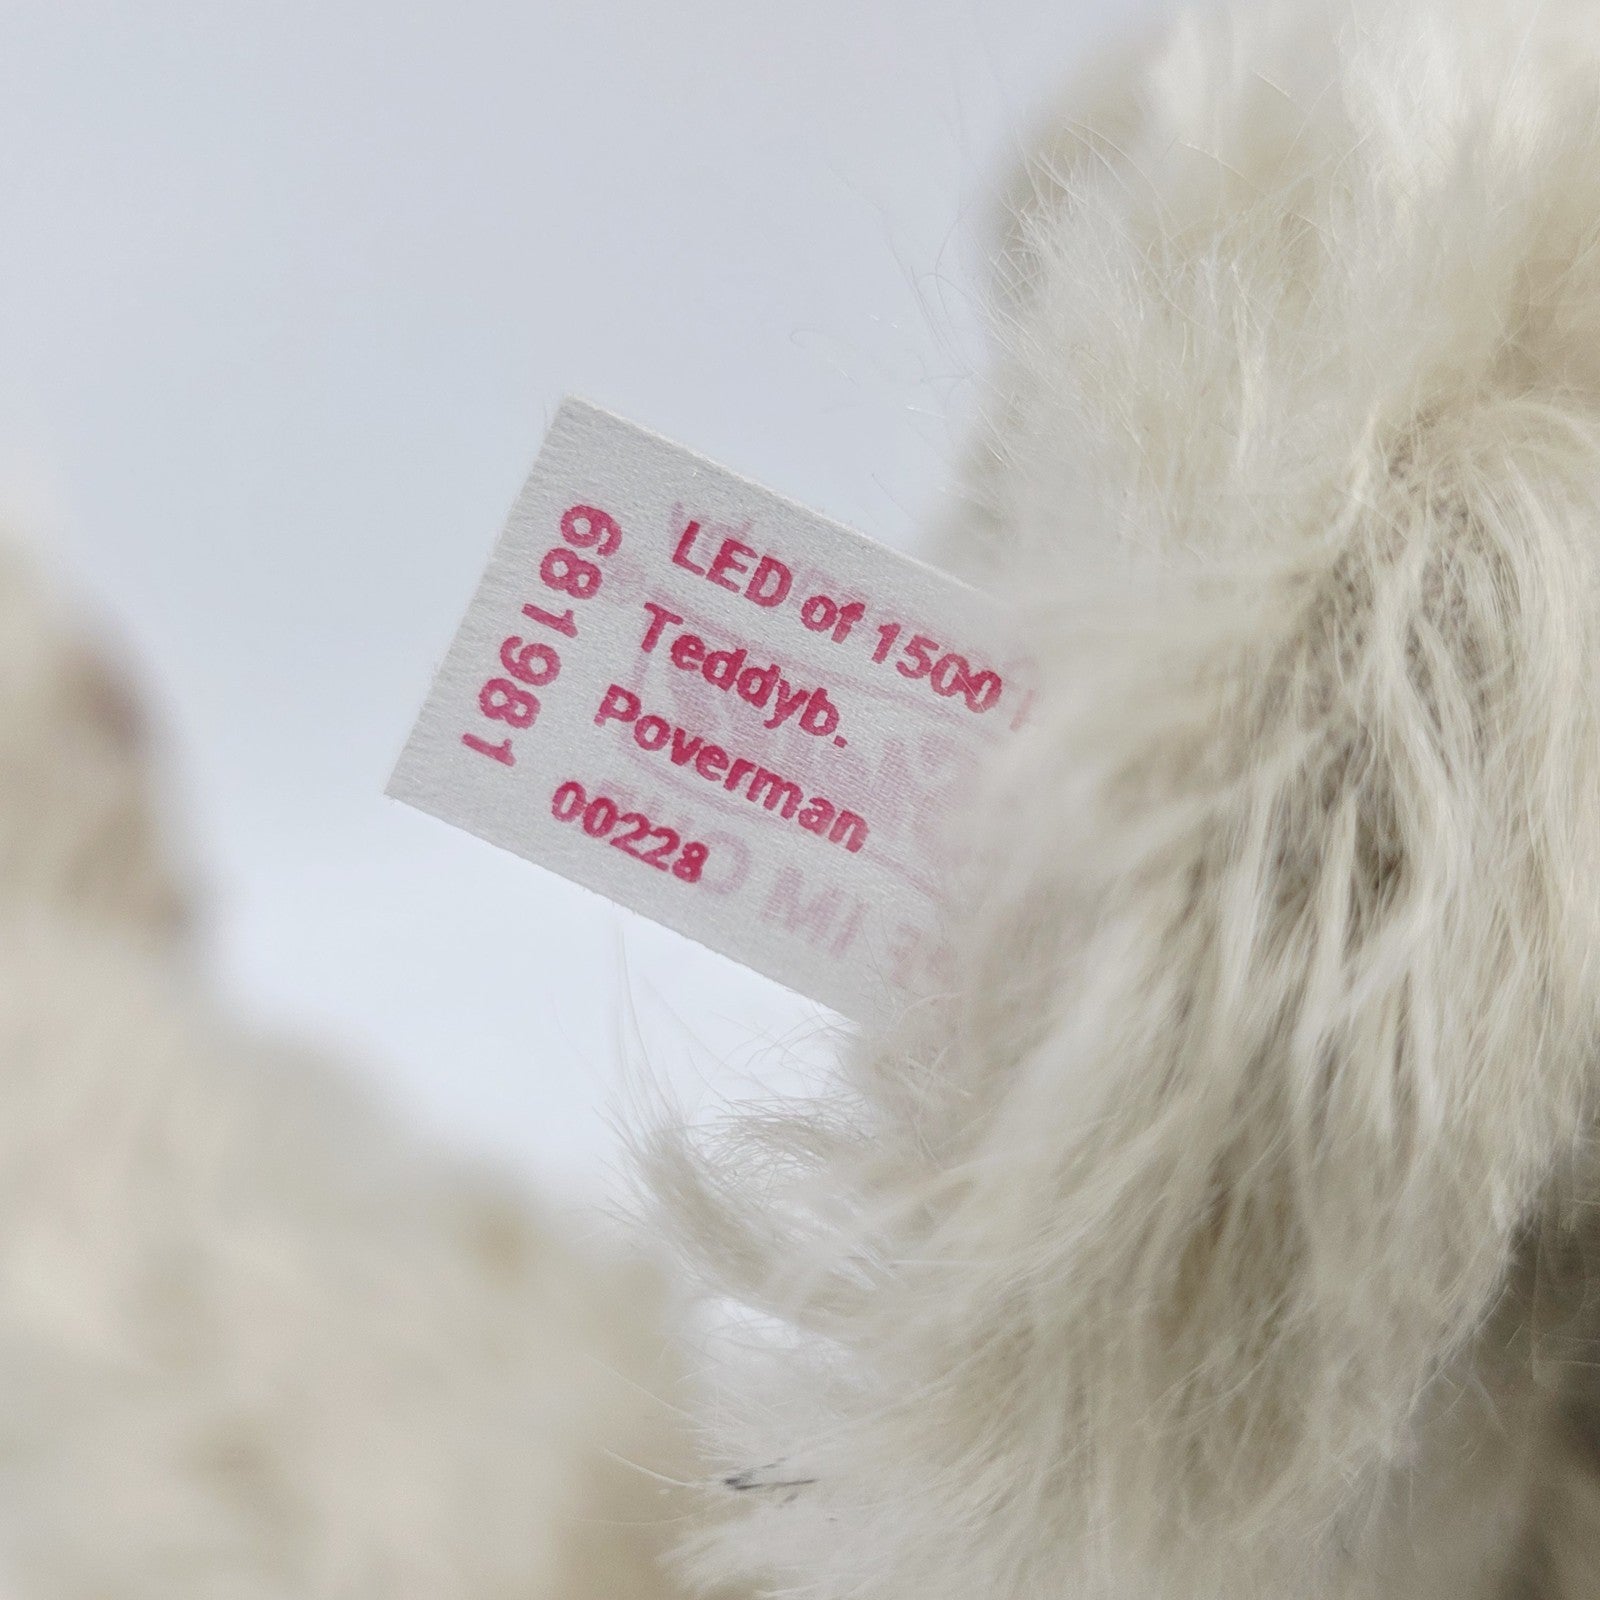 681981
LED of 1500
Teddyb.
Poverman
00228